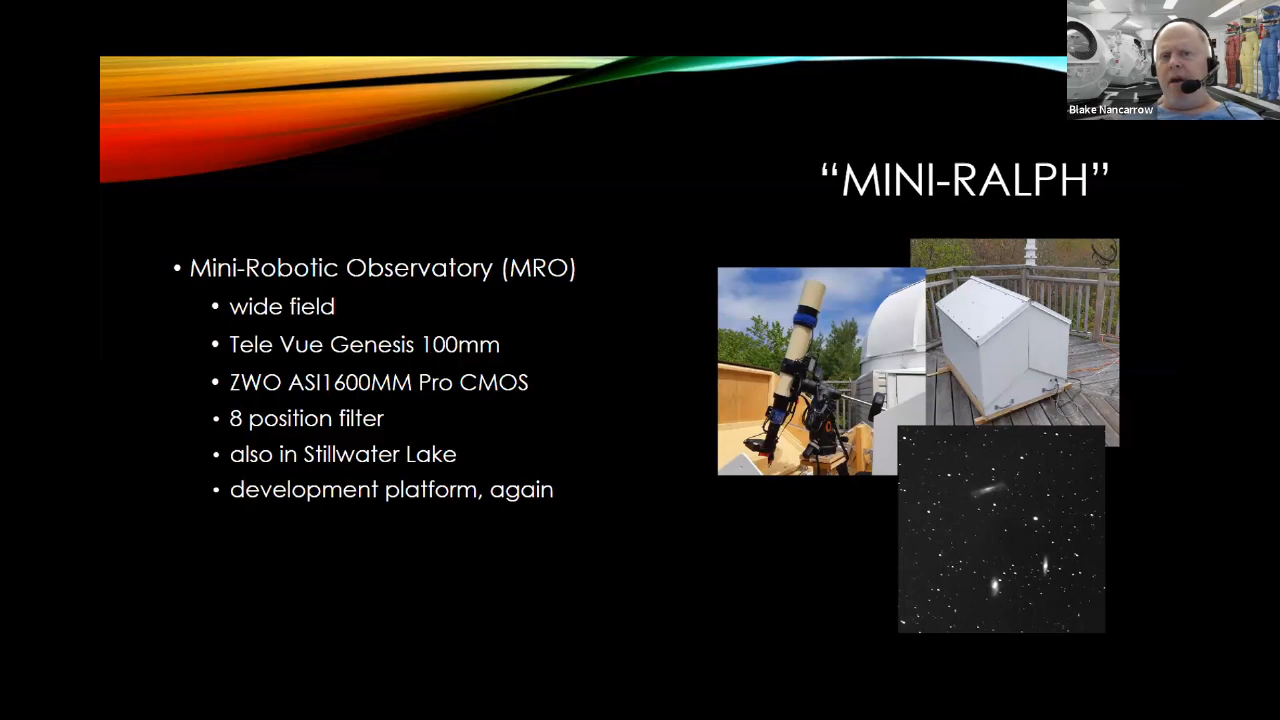 Blake Nancarrow
“MINI-RALPH”
• Mini-Robotic Observatory (MRO)
• wide field
• Tele Vue Genesis 100mm
• ZWO ASI1600MM Pro CMOS
• 8 position filter
• also in Stillwater Lake
• development platform, again